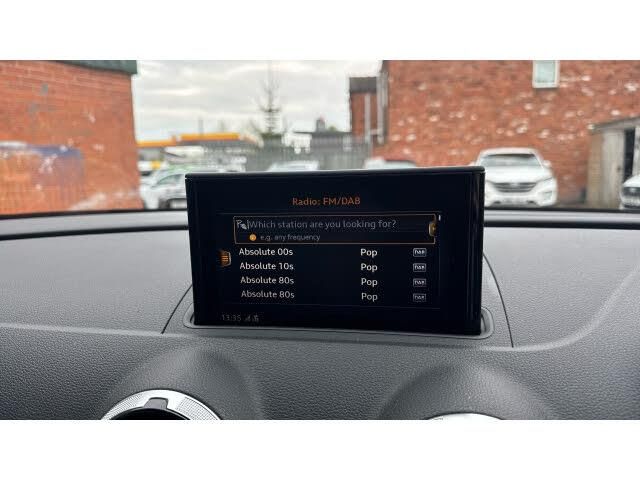 Radio: FM/DAB
Which station are you looking for?
e.g. any frequency
Absolute 00s Pop DAB
Absolute 10s Pop DAB
Absolute 80s Pop DAB
Absolute 80s Pop DAB
13:35